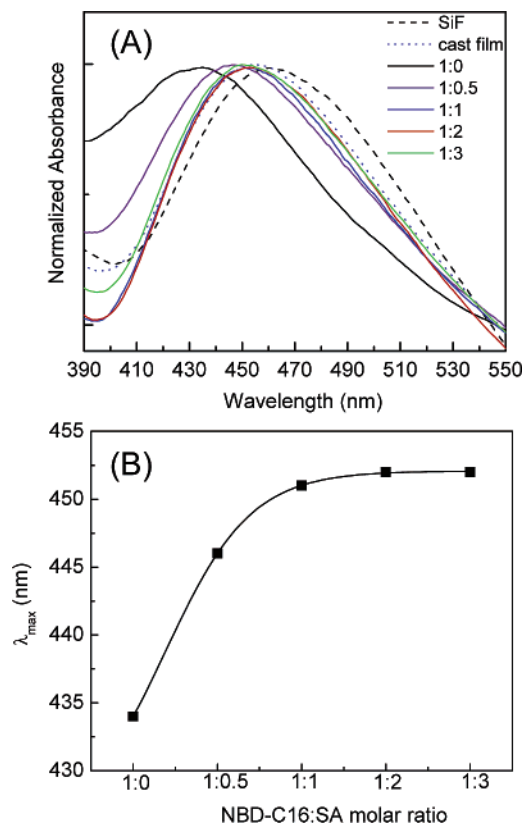 (A)
SiF
cast film
1:0
1:0.5
1:1
1:2
1:3
Normalized Absorbance
390 410 430 450 470 490 510 530 550
Wavelength (nm)
(B)
455
450
445
440
435
430
λmax (nm)
1:0 1:0.5 1:1 1:2 1:3
NBD-C16:SA molar ratio